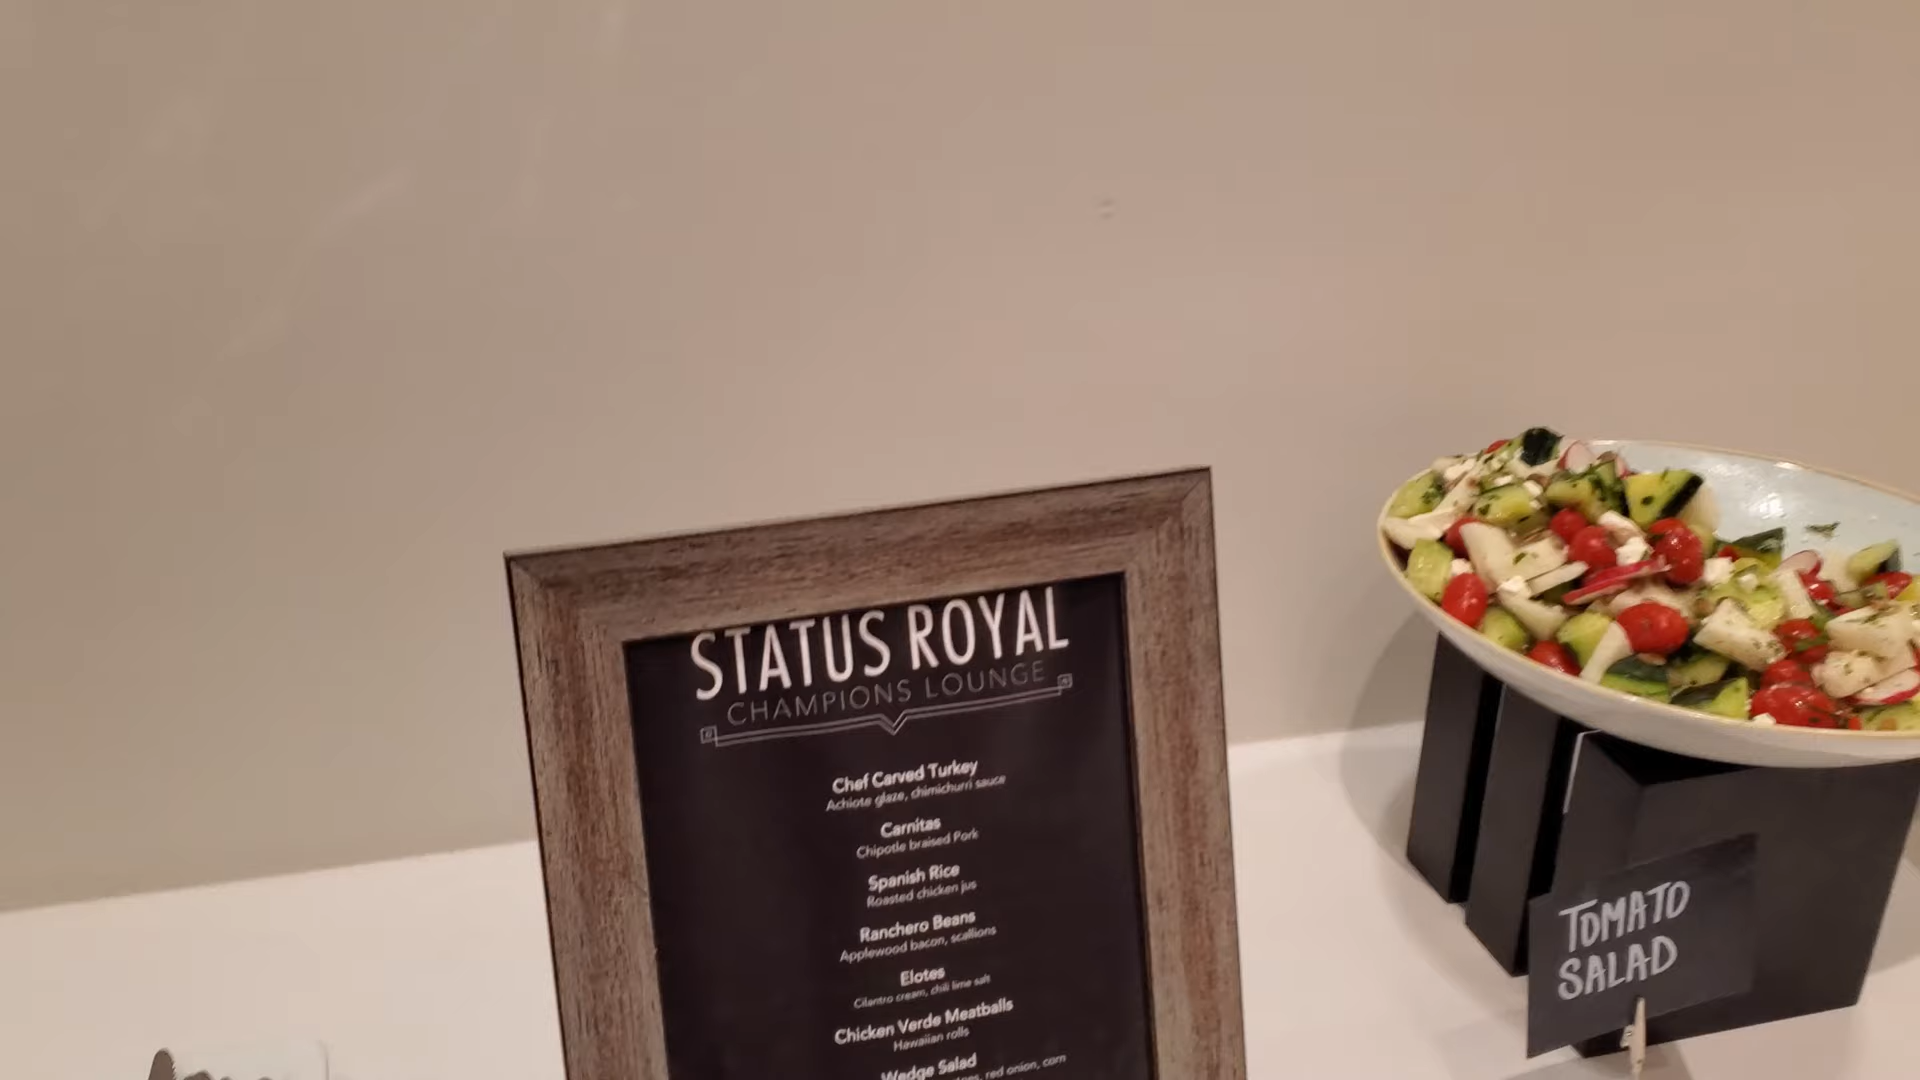 STATUS ROYAL
CHAMPIONS LOUNGE
Chef Carved Turkey
Achiote glaze, chimichurri sauce
Carnitas
Chipotle braised Pork
Spanish Rice
Roasted chicken jus
Ranchero Beans
Applewood bacon, scallions
Elotes
Cilantro cream, chili lime salt
Chicken Verde Meatballs
Hawaiian rolls
Wedge Salad
red onion, corn
TOMATO
SALAD